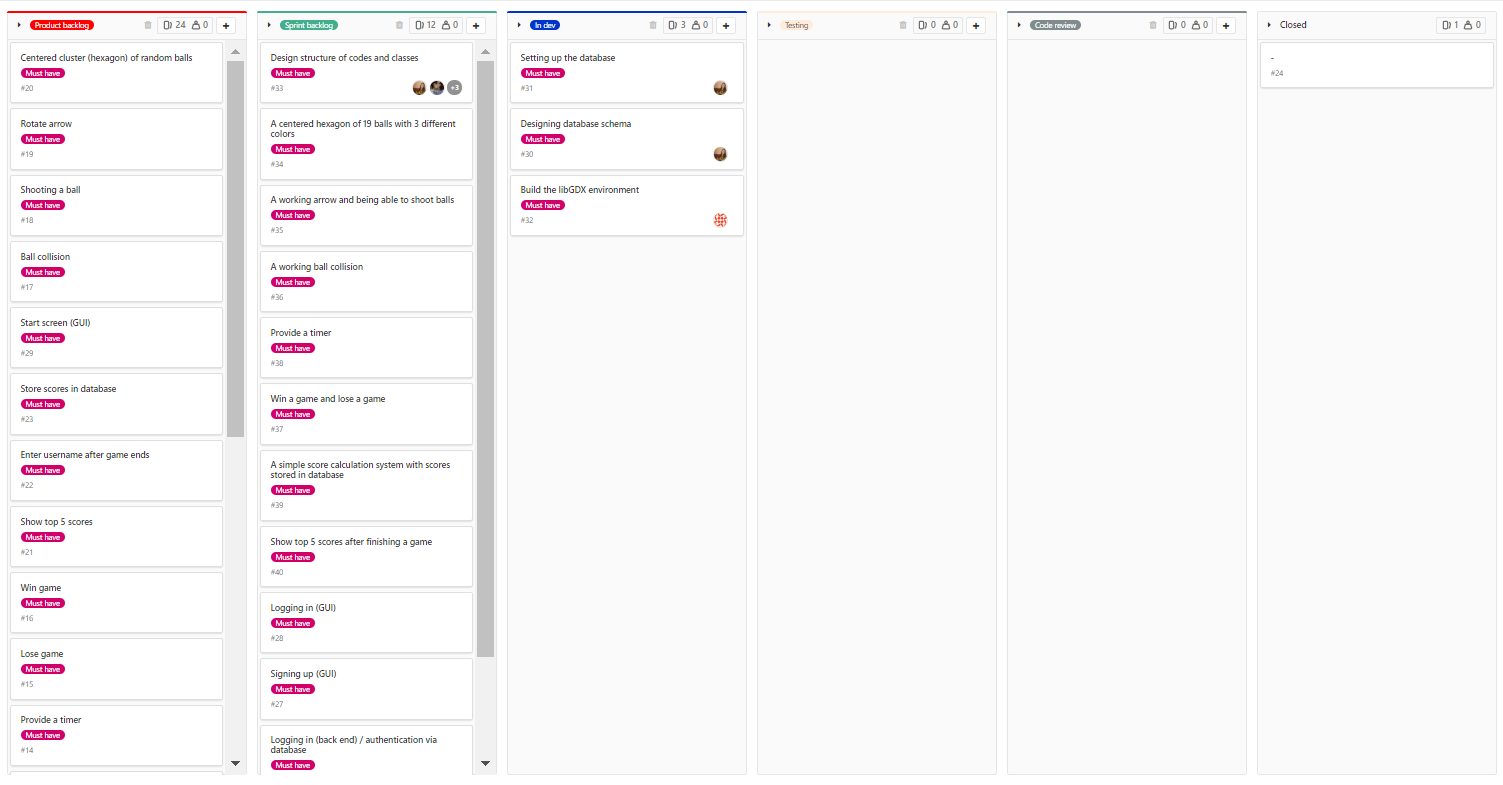 Product backlog 24 0
Centered cluster (hexagon) of random balls
Must have
#20
Rotate arrow
Must have
#19
Shooting a ball
Must have
#18
Ball collision
Must have
#17
Start screen (GUI)
Must have
#29
Store scores in database
Must have
#23
Enter username after game ends
Must have
#22
Show top 5 scores
Must have
#21
Win game
Must have
#16
Lose game
Must have
#15
Provide a timer
Must have
#14
Sprint backlog 12 0
Design structure of codes and classes
Must have
#33 +3
A centered hexagon of 19 balls with 3 different
colors
Must have
#34
A working arrow and being able to shoot balls
Must have
#35
A working ball collision
Must have
#36
Provide a timer
Must have
#38
Win a game and lose a game
Must have
#37
A simple score calculation system with scores
stored in database
Must have
#39
Show top 5 scores after finishing a game
Must have
#40
Logging in (GUI)
Must have
#28
Signing up (GUI)
Must have
#27
Logging in (back end) / authentication via
database
Must have
In dev 3 0
Setting up the database
Must have
#31
Designing database schema
Must have
#30
Build the libGDX environment
Must have
#32
Testing 0 0
Code review 0 0
Closed 1 0
-
#24